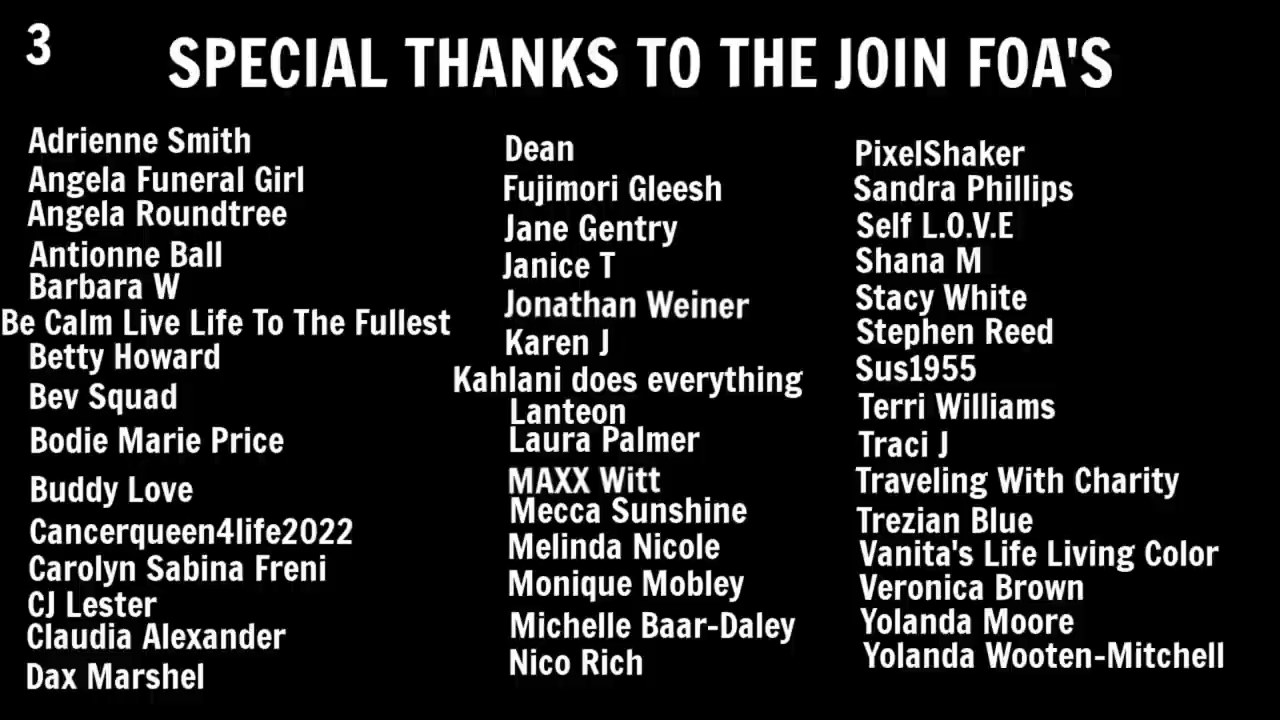 3
SPECIAL THANKS TO THE JOIN FOA'S
Adrienne Smith
Angela Funeral Girl
Angela Roundtree
Antionne Ball
Barbara W
Be Calm Live Life To The Fullest
Betty Howard
Bev Squad
Bodie Marie Price
Buddy Love
Cancerqueen4life2022
Carolyn Sabina Freni
CJ Lester
Claudia Alexander
Dax Marshel
Dean
Fujimori Gleesh
Jane Gentry
Janice T
Jonathan Weiner
Karen J
Kahlani does everything
Lanteon
Laura Palmer
MAXX Witt
Mecca Sunshine
Melinda Nicole
Monique Mobley
Michelle Baar-Daley
Nico Rich
PixelShaker
Sandra Phillips
Self L.O.V.E
Shana M
Stacy White
Stephen Reed
Sus1955
Terri Williams
Traci J
Traveling With Charity
Trezian Blue
Vanita's Life Living Color
Veronica Brown
Yolanda Moore
Yolanda Wooten-Mitchell